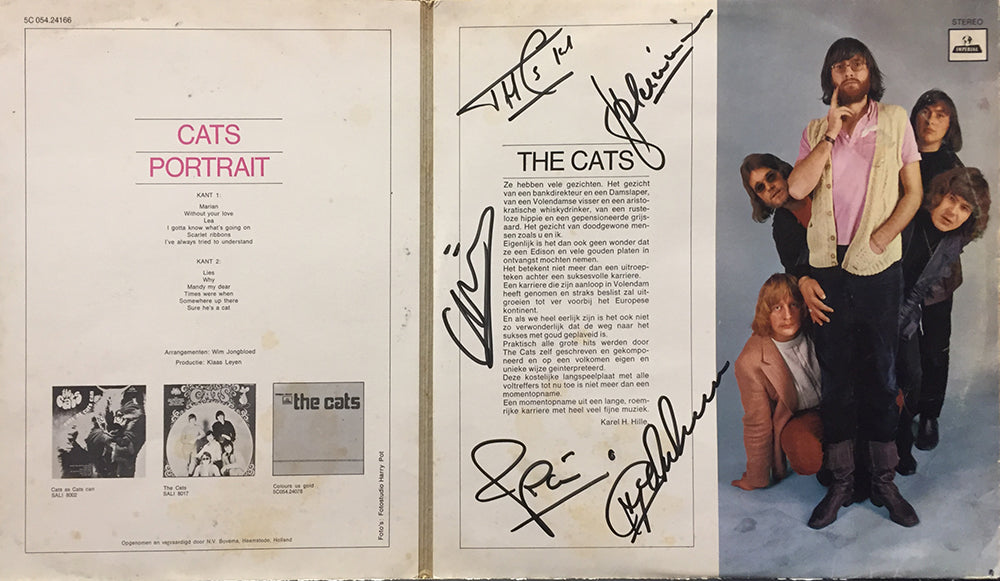 5C 054.24166
CATS
PORTRAIT
KANT 1:
Marian
Without your love
Lea
I gotta know what's going on
Scarlet ribbons
I've always tried to understand
KANT 2:
Lies
Why
Mandy my dear
Times were when
Somewhere up there
Sure he's a cat
Arrangementen: Wim Jongbloed
Productie: Klaas Leyen
the cats
Cats as Cats can
SALI 8002
The Cats
SALI 8017
Colours us gold
5C054.24078
Foto's: Fotostudio Harry Pot
Opgenomen en vervaardigd door N.V. Bovema, Heemstede, Holland
THE CATS
Ze hebben vele gezichten. Het gezicht
van een bankdirekteur en een Damslaper,
van een Volendamse visser en een aristo-
kratische whiskydrinker, van een ruste-
loze hippie en een gepensioneerde grijs-
aard. Het gezicht van doodgewone men-
sen zoals u en ik.
Eigenlijk is het dan ook geen wonder dat
ze een Edison en vele gouden platen in
ontvangst mochten nemen.
Het betekent niet meer dan een uitroep-
teken achter een suksesvolle karriere.
Een karriere die zijn aanloop in Volendam
heeft genomen en straks beslist zal uit-
groeien tot ver voorbij het Europese
kontinent.
En als we heel eerlijk zijn is het ook niet
zo verwonderlijk dat de weg naar het
sukses met goud geplaveid is.
Praktisch alle grote hits werden door
The Cats zelf geschreven en gekompo-
neerd en op een volkomen eigen en
unieke wijze geinterpreteerd.
Deze kostelijke langspeelplaat met alle
voltreffers tot nu toe is niet meer dan een
momentopname.
Een momentopname uit een lange, roem-
rijke karriere met heel veel fijne muziek.
Karel H. Hille
STEREO
IMPERIAL